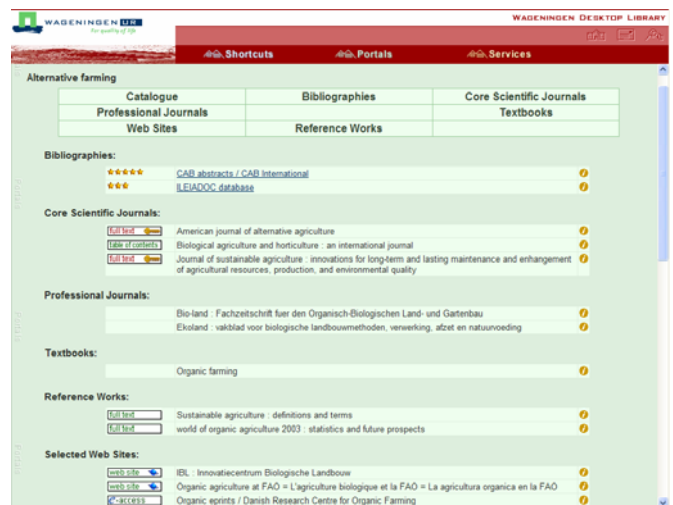 WAGENINGEN UR
For quality of life
WAGENINGEN DESKTOP LIBRARY
Shortcuts
Portals
Services
Alternative farming
Catalogue
Bibliographies
Core Scientific Journals
Professional Journals
Textbooks
Web Sites
Reference Works
Bibliographies:
CAB abstracts / CAB International
ILEIADOC database
Core Scientific Journals:
full text American journal of alternative agriculture
table of contents Biological agriculture and horticulture : an international journal
full text Journal of sustainable agriculture : innovations for long-term and lasting maintenance and enhancement
of agricultural resources, production, and environmental quality
Professional Journals:
Bio-land : Fachzeitschrift fuer den Organisch-Biologischen Land- und Gartenbau
Ekoland : vakblad voor biologische landbouwmethoden, verwerking, afzet en natuurvoeding
Textbooks:
Organic farming
Reference Works:
full text Sustainable agriculture : definitions and terms
full text world of organic agriculture 2003 : statistics and future prospects
Selected Web Sites:
web site IBL : Innovatiecentrum Biologische Landbouw
web site Organic agriculture at FAO = L'agriculture biologique et la FAO = La agricultura organica en la FAO
e-access Organic eprints / Danish Research Centre for Organic Farming